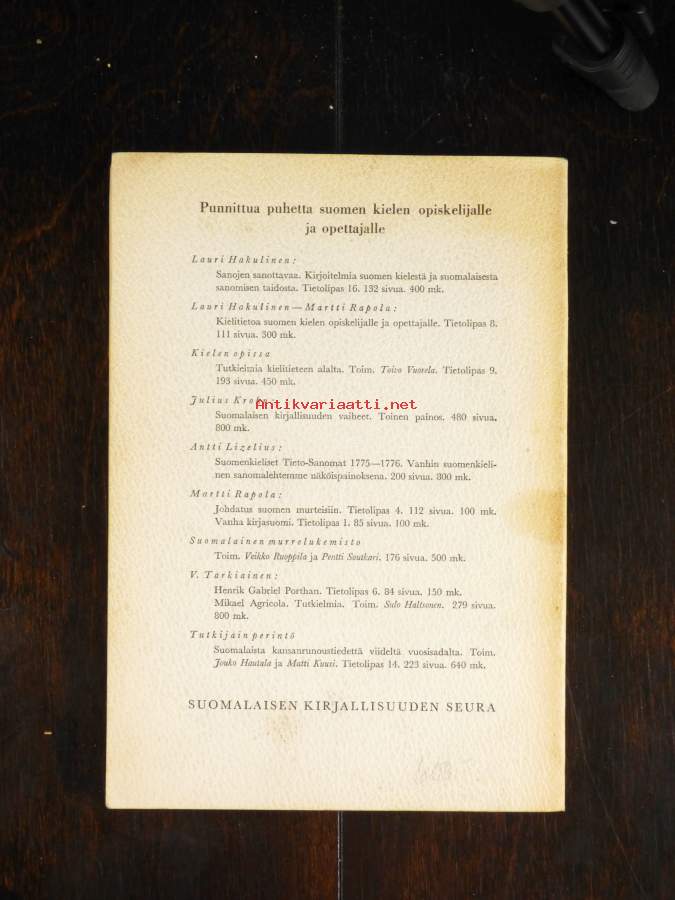 Punnittua puhetta suomen kielen opiskelijalle
ja opettajalle
Lauri Hakulinen:
Sanojen sanottavaa. Kirjoitelmia suomen kielestä ja suomalaisesta
sanomisen taidosta. Tietolipas 16. 132 sivua. 400 mk.
Lauri Hakulinen — Martti Rapola:
Kielitietoa suomen kielen opiskelijalle ja opettajalle. Tietolipas 8.
111 sivua. 300 mk.
Kielen opissa
Tutkielmia kielitieteen alalta. Toim. Toivo Vuorela. Tietolipas 9.
193 sivua. 450 mk.
Julius Krohn:
Antikvariaatti.net
Suomalaisen kirjallisuuden vaiheet. Toinen painos. 480 sivua.
800 mk.
Antti Lizelius:
Suomenkieliset Tieto-Sanomat 1775—1776. Vanhin suomenkieli-
nen sanomalehtemme näköispainoksena. 200 sivua. 800 mk.
Martti Rapola:
Johdatus suomen murteisiin. Tietolipas 4. 112 sivua. 100 mk.
Vanha kirjasuomi. Tietolipas 1. 85 sivua. 100 mk.
Suomalainen murrelukemisto
Toim. Veikko Ruoppila ja Pentti Soutkari. 176 sivua. 500 mk.
V. Tarkiainen:
Henrik Gabriel Porthan. Tietolipas 6. 84 sivua. 150 mk.
Mikael Agricola. Tutkielmia. Toim. Sulo Haltsonen. 279 sivua.
800 mk.
Tutkijain perintö
Suomalaista kansanrunoustiedettä viideltä vuosisadalta. Toim.
Jouko Hautala ja Matti Kuusi. Tietolipas 14. 223 sivua. 640 mk.
SUOMALAISEN KIRJALLISUUDEN SEURA